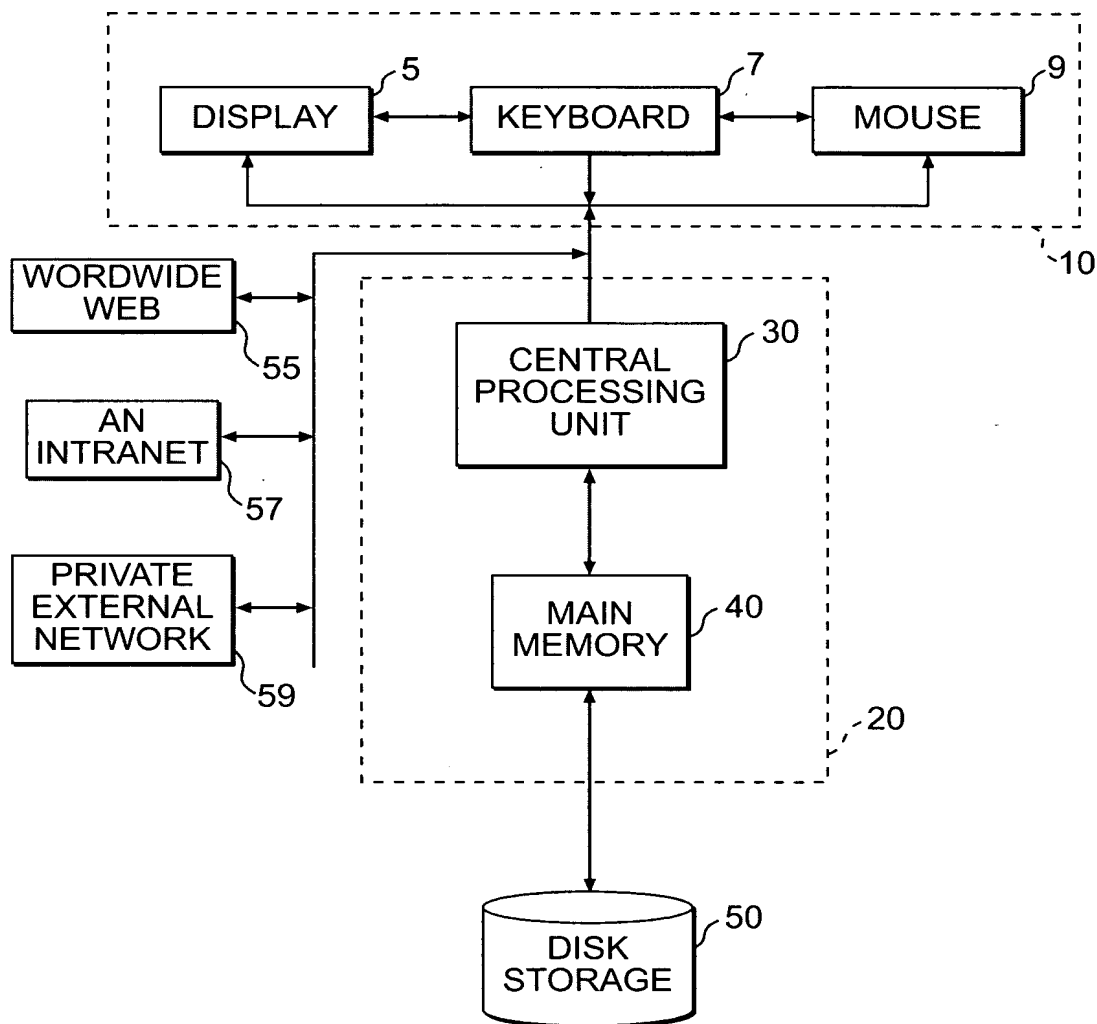 5
7
9
DISPLAY
KEYBOARD
MOUSE
10
WORDWIDE
WEB
55
30
CENTRAL
PROCESSING
UNIT
AN
INTRANET
57
PRIVATE
EXTERNAL
NETWORK
59
MAIN
MEMORY
40
20
50
DISK
STORAGE